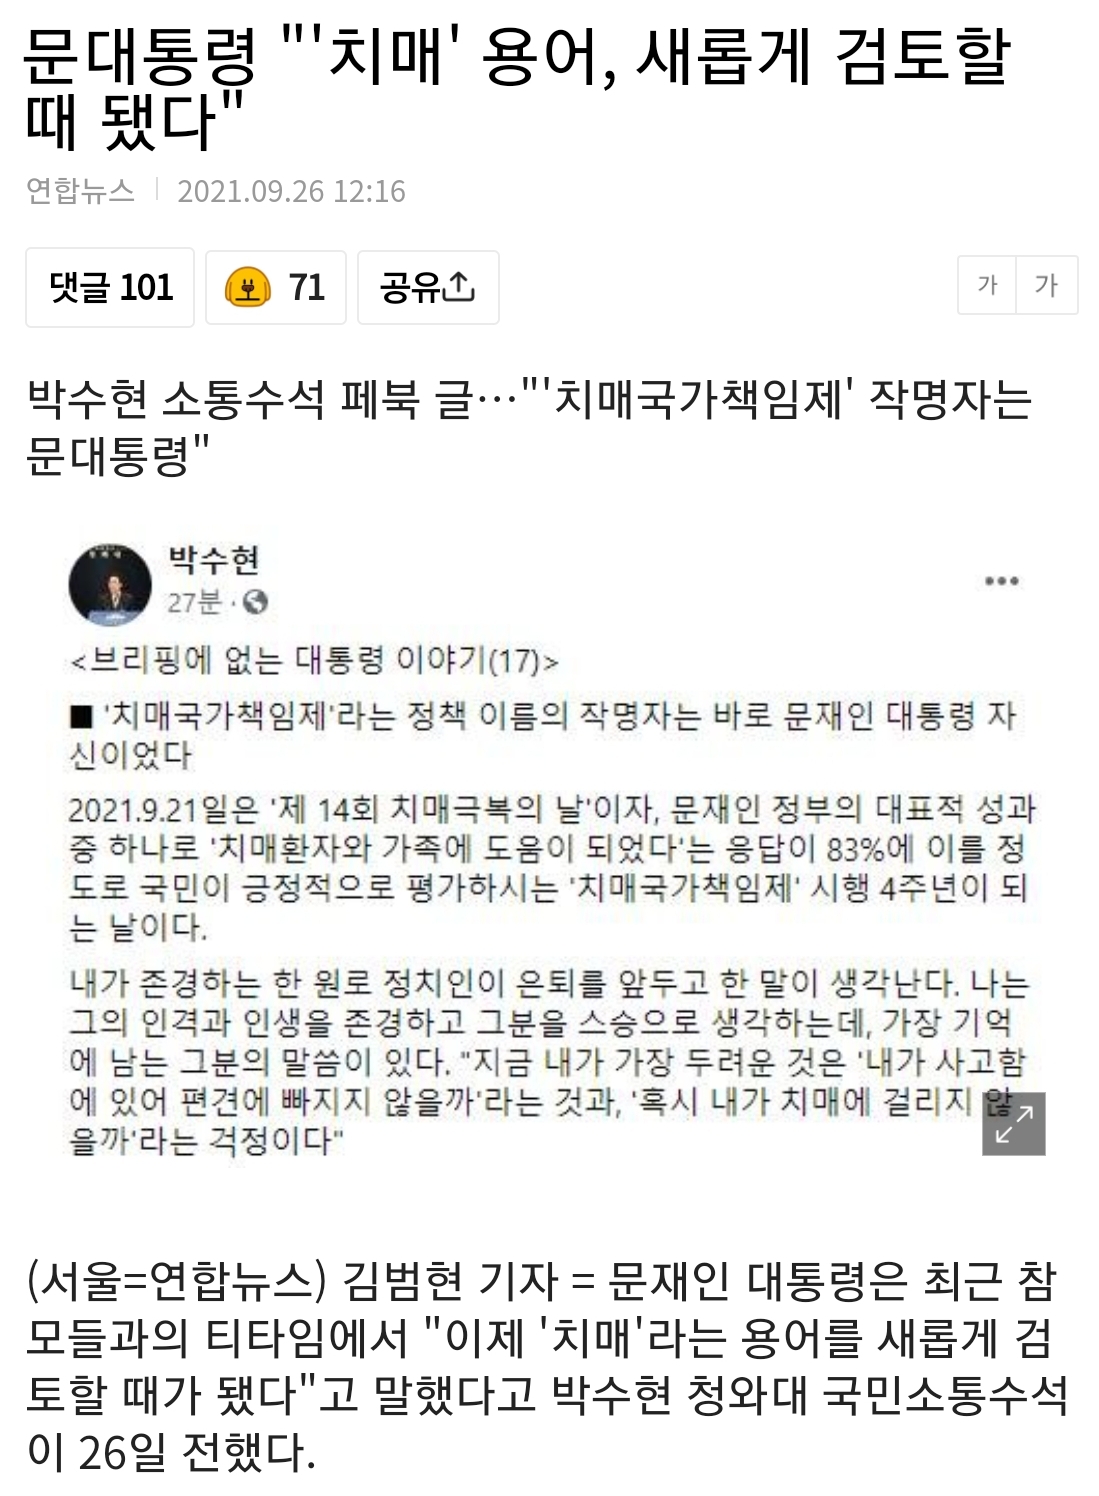 문대통령 "'치매' 용어, 새롭게 검토할
때 됐다"
연합뉴스 2021.09.26 12:16
댓글 101 71 공유 가 가
박수현 소통수석 페북 글…"'치매국가책임제' 작명자는
문대통령"
박수현
27분 ·
<브리핑에 없는 대통령 이야기(17)>
■ '치매국가책임제'라는 정책 이름의 작명자는 바로 문재인 대통령 자
신이었다
2021.9.21일은 '제 14회 치매극복의 날'이자, 문재인 정부의 대표적 성과
중 하나로 '치매환자와 가족에 도움이 되었다'는 응답이 83%에 이를 정
도로 국민이 긍정적으로 평가하시는 '치매국가책임제' 시행 4주년이 되
는 날이다.
내가 존경하는 한 원로 정치인이 은퇴를 앞두고 한 말이 생각난다. 나는
그의 인격과 인생을 존경하고 그분을 스승으로 생각하는데, 가장 기억
에 남는 그분의 말씀이 있다. "지금 내가 가장 두려운 것은 '내가 사고함
에 있어 편견에 빠지지 않을까'라는 것과, '혹시 내가 치매에 걸리지 않
을까'라는 걱정이다"
(서울=연합뉴스) 김범현 기자 = 문재인 대통령은 최근 참
모들과의 티타임에서 "이제 '치매'라는 용어를 새롭게 검
토할 때가 됐다"고 말했다고 박수현 청와대 국민소통수석
이 26일 전했다.